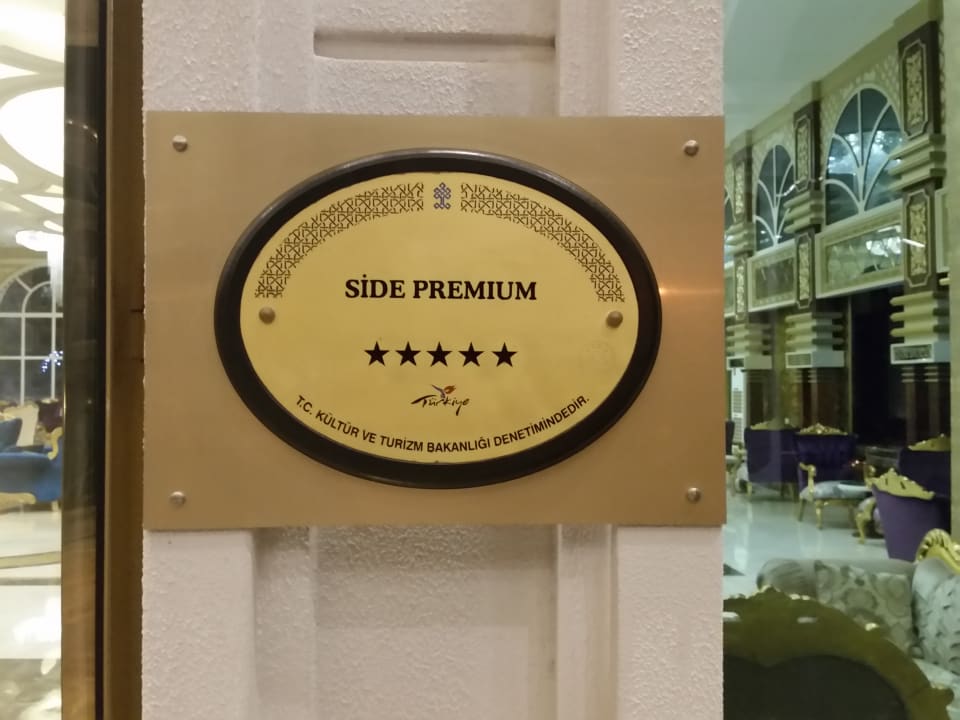 SİDE PREMIUM
★★★★★
Türkiye
T.C. KÜLTÜR VE TURİZM BAKANLIĞI DENETİMİNDEDİR.